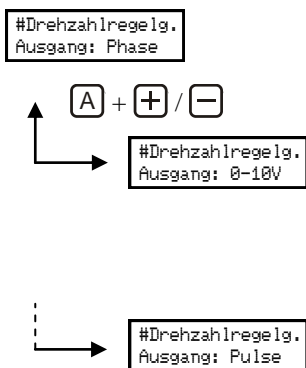 #Drehzahlregelg.
Ausgang: Phase
A + + / −
#Drehzahlregelg.
Ausgang: 0-10V
#Drehzahlregelg.
Ausgang: Pulse